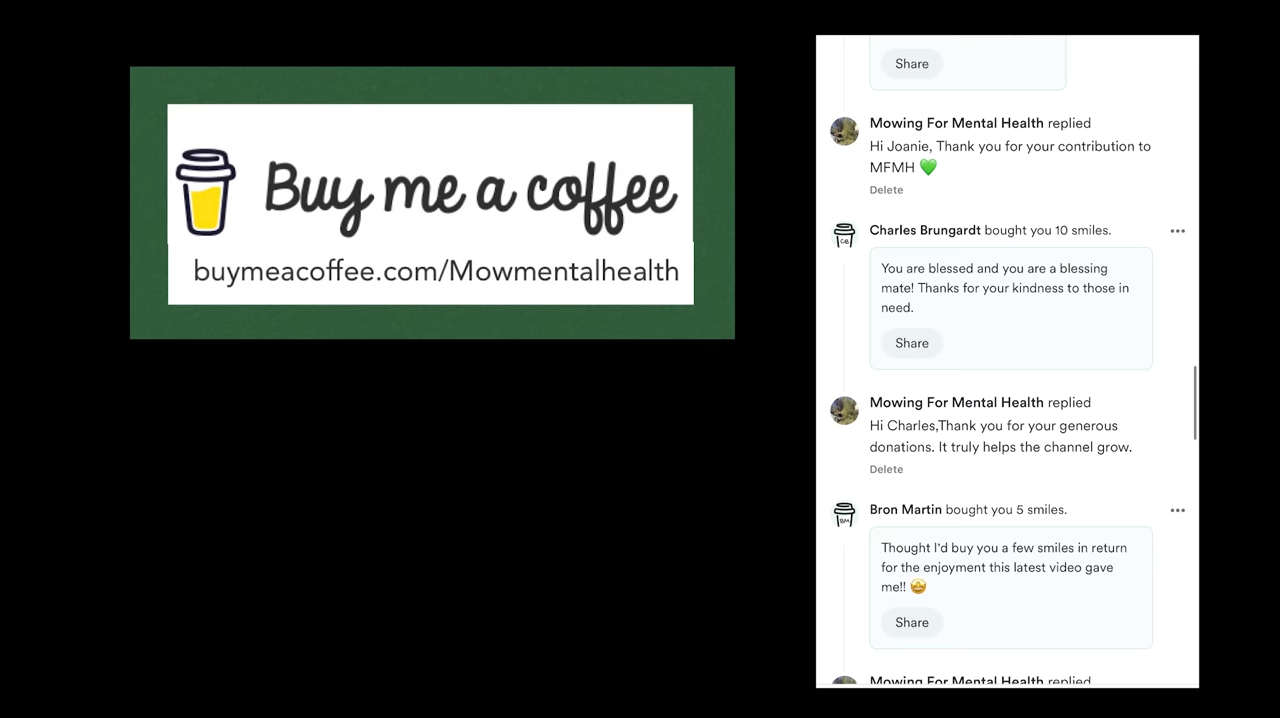 Buy me a coffee
buymeacoffee.com/Mowmentalhealth
Share
Mowing For Mental Health replied
Hi Joanie, Thank you for your contribution to
MFMH 💚
Delete
CB
Charles Brungardt bought you 10 smiles.
You are blessed and you are a blessing
mate! Thanks for your kindness to those in
need.
Share
Mowing For Mental Health replied
Hi Charles,Thank you for your generous
donations. It truly helps the channel grow.
Delete
BM
Bron Martin bought you 5 smiles.
Thought I'd buy you a few smiles in return
for the enjoyment this latest video gave
me!! 🤩
Share
Mowing For Mental Health replied